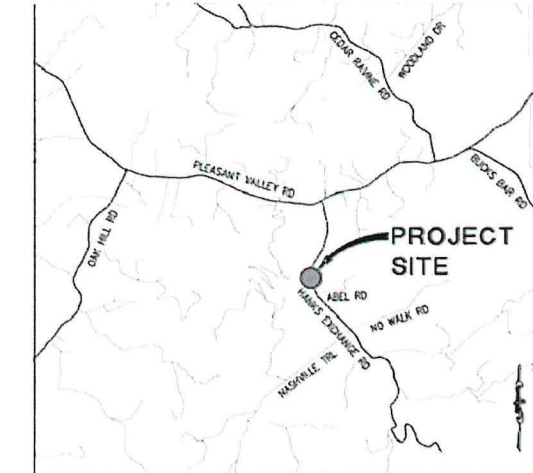 CEDAR RAVINE RD
WOODLAND DR
PLEASANT VALLEY RD
BUCKS BAR RD
OAK HILL RD
PROJECT
SITE
ABEL RD
HANKS EXCHANGE RD
NO WALK RD
NASHVILLE TRL